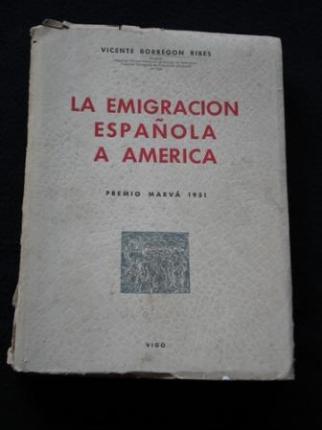 VICENTE BORREGON RIBES
LA EMIGRACION
ESPAÑOLA
A AMERICA
PREMIO MARVÁ 1951
VIGO